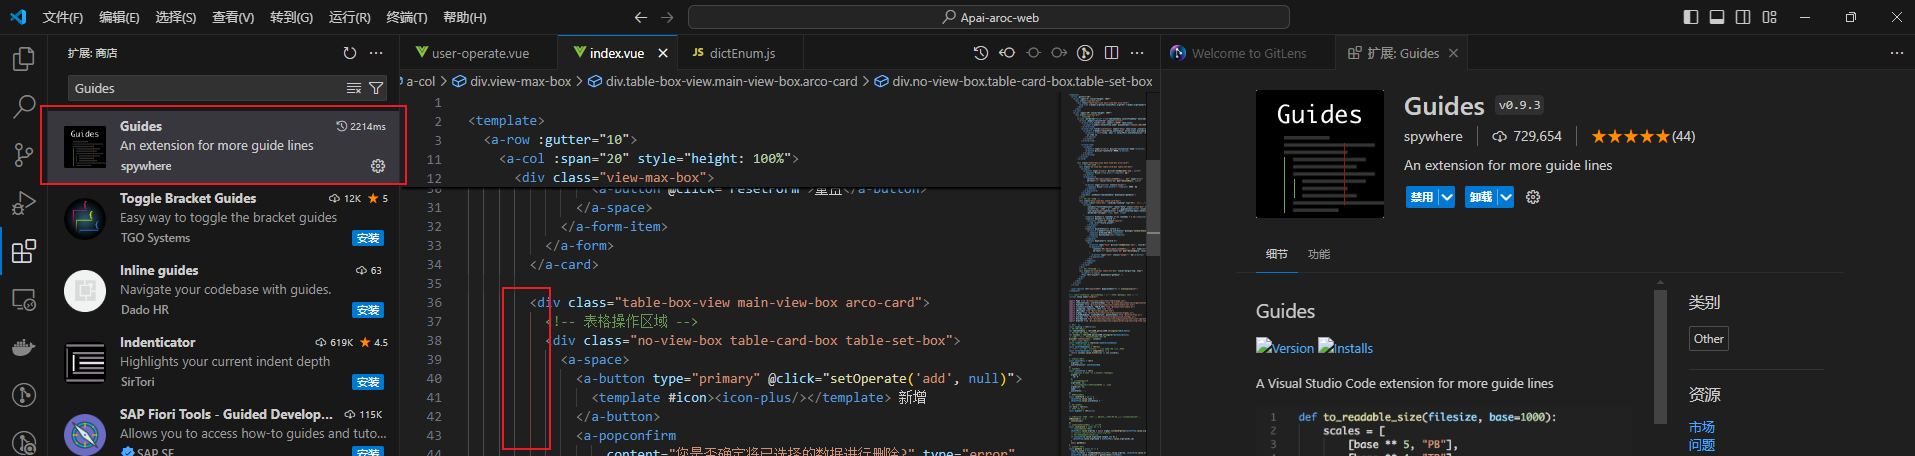 文件(F) 编辑(E) 选择(S) 查看(V) 转到(G) 运行(R) 终端(T) 帮助(H) Apai-aroc-web
扩展: 商店
Guides
Guides
Guides 2214ms
An extension for more guide lines
spywhere
Toggle Bracket Guides 12K 5
Easy way to toggle the bracket guides
TGO Systems 安装
Inline guides 63
Navigate your codebase with guides.
Dado HR 安装
Indenticator 619K 4.5
Highlights your current indent depth
SirTori 安装
SAP Fiori Tools - Guided Develop... 115K
Allows you to access how-to guides and tuto...
SAP SE 安装
user-operate.vue index.vue JS dictEnum.js
a-col > div.view-max-box > div.table-box-view.main-view-box.arco-card > div.no-view-box.table-card-box.table-set-box
1
2 <template>
3 <a-row :gutter="10">
11 <a-col :span="20" style="height: 100%">
12 <div class="view-max-box">
30 <a-button @click="resetForm">重置</a-button>
31 </a-space>
32 </a-form-item>
33 </a-form>
34 </a-card>
35
36 <div class="table-box-view main-view-box arco-card">
37 <!-- 表格操作区域 -->
38 <div class="no-view-box table-card-box table-set-box">
39 <a-space>
40 <a-button type="primary" @click="setOperate('add', null)">
41 <template #icon><icon-plus/></template> 新增
42 </a-button>
43 <a-popconfirm
44 content="你是否确定将已选择的数据进行删除?" type="error"
Welcome to GitLens 扩展: Guides
Guides
Guides v0.9.3
spywhere 729,654 (44)
An extension for more guide lines
禁用 卸载
细节 功能
Guides
Version Installs
A Visual Studio Code extension for more guide lines
1 def to_readable_size(filesize, base=1000):
2 scales = [
3 [base ** 5, "PB"],
4 [base ** 4, "TB"],
类别
Other
资源
市场
问题